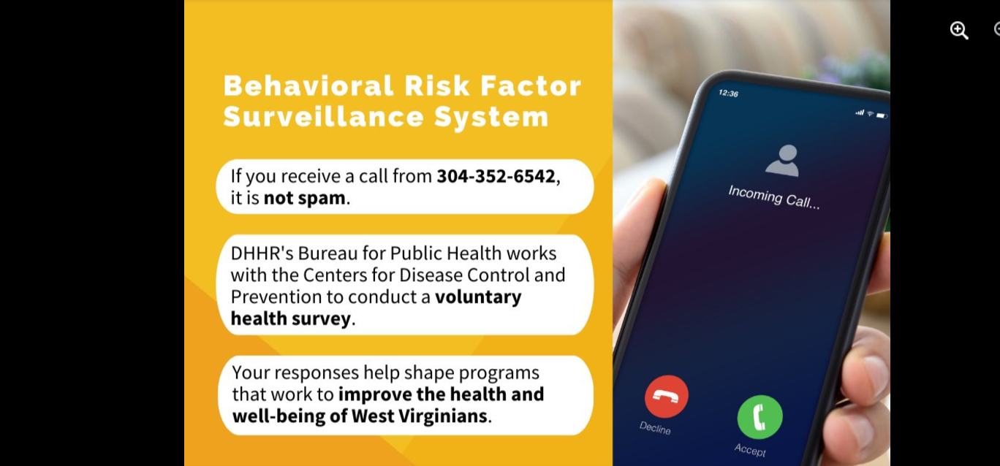 Behavioral Risk Factor
Surveillance System
If you receive a call from 304-352-6542,
it is not spam.
DHHR's Bureau for Public Health works
with the Centers for Disease Control and
Prevention to conduct a voluntary
health survey.
Your responses help shape programs
that work to improve the health and
well-being of West Virginians.
12:36
Incoming Call...
Decline
Accept